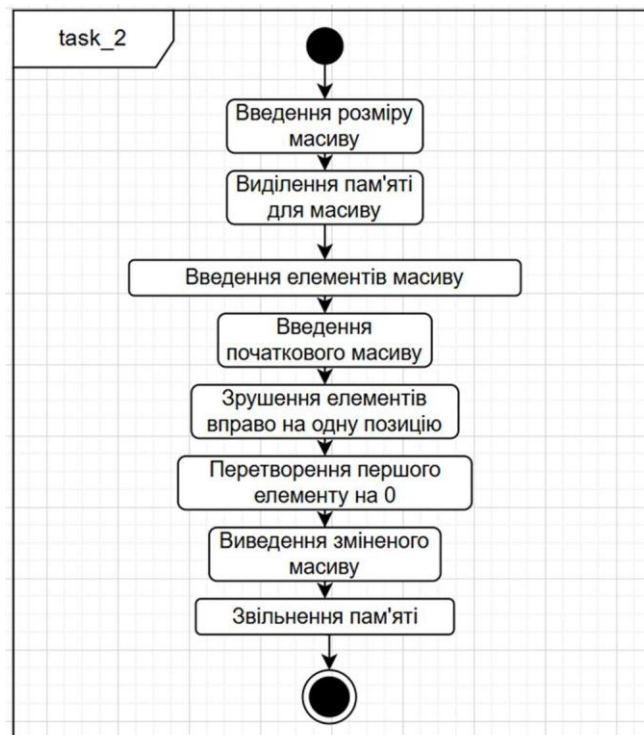 task_2
Введення розміру
масиву
Виділення пам'яті
для масиву
Введення елементів масиву
Введення
початкового масиву
Зрушення елементів
вправо на одну позицію
Перетворення першого
елементу на 0
Виведення зміненого
масиву
Звільнення пам'яті